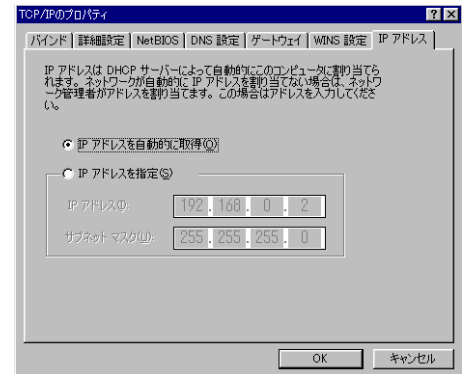 TCP/IPのプロパティ
バインド 詳細設定 NetBIOS DNS 設定 ゲートウェイ WINS 設定 IP アドレス
IP アドレスは DHCP サーバーによって自動的にこのコンピュータに割り当てら
れます。ネットワークが自動的に IP アドレスを割り当てない場合は、ネットワ
ーク管理者がアドレスを割り当てます。この場合はアドレスを入力してくださ
い。
IP アドレスを自動的に取得(O)
IP アドレスを指定(S)
IP アドレス(I): 192. 168. 0. 2
サブネット マスク(U): 255. 255. 255. 0
OK キャンセル